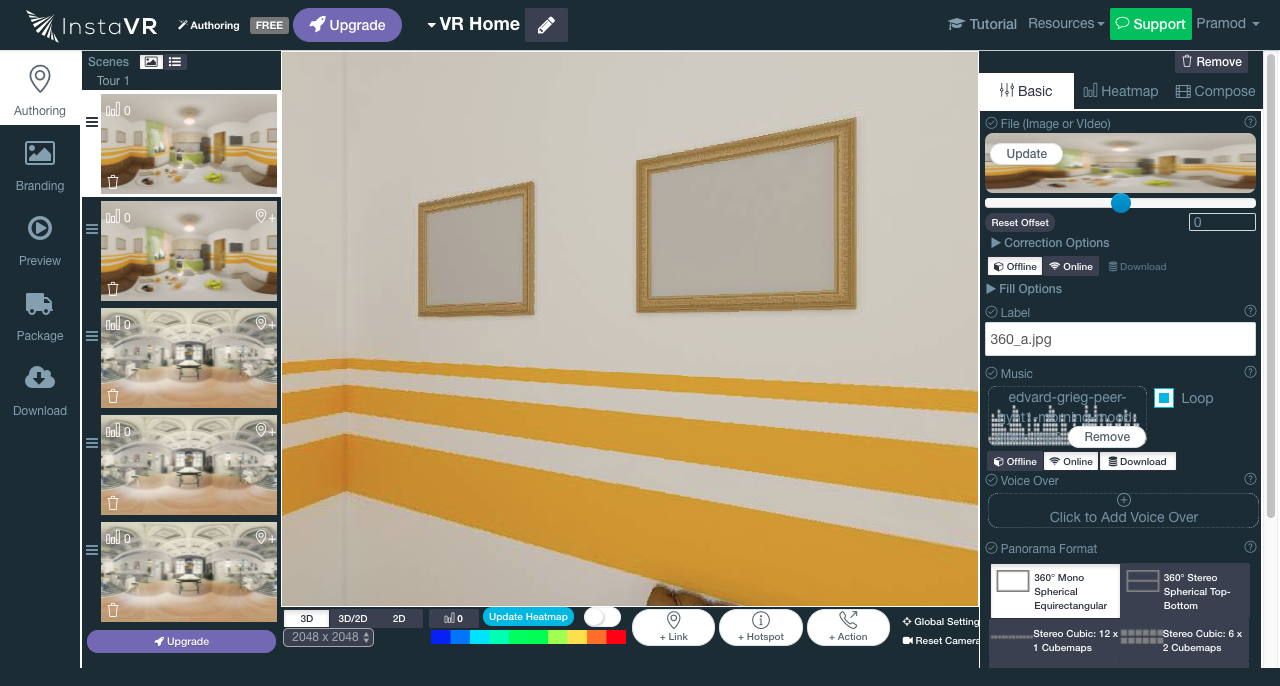 InstaVR
Authoring
FREE
Upgrade
VR Home
Tutorial
Resources
Support
Pramod
Scenes
Tour 1
Authoring
Branding
Preview
Package
Download
0
0
0
0
0
Upgrade
3D
3D/2D
2D
2048 x 2048
0
Update Heatmap
+ Link
+ Hotspot
+ Action
Global Setting
Reset Camera
Remove
Basic
Heatmap
Compose
File (Image or VIdeo)
Update
Reset Offset
0
Correction Options
Offline
Online
Download
Fill Options
Label
360_a.jpg
Music
edvard-grieg-peer-
Loop
Remove
Offline
Online
Download
Voice Over
Click to Add Voice Over
Panorama Format
360° Mono
Spherical
Equirectangular
360° Stereo
Spherical Top-
Bottom
Stereo Cubic: 12 x
1 Cubemaps
Stereo Cubic: 6 x
2 Cubemaps